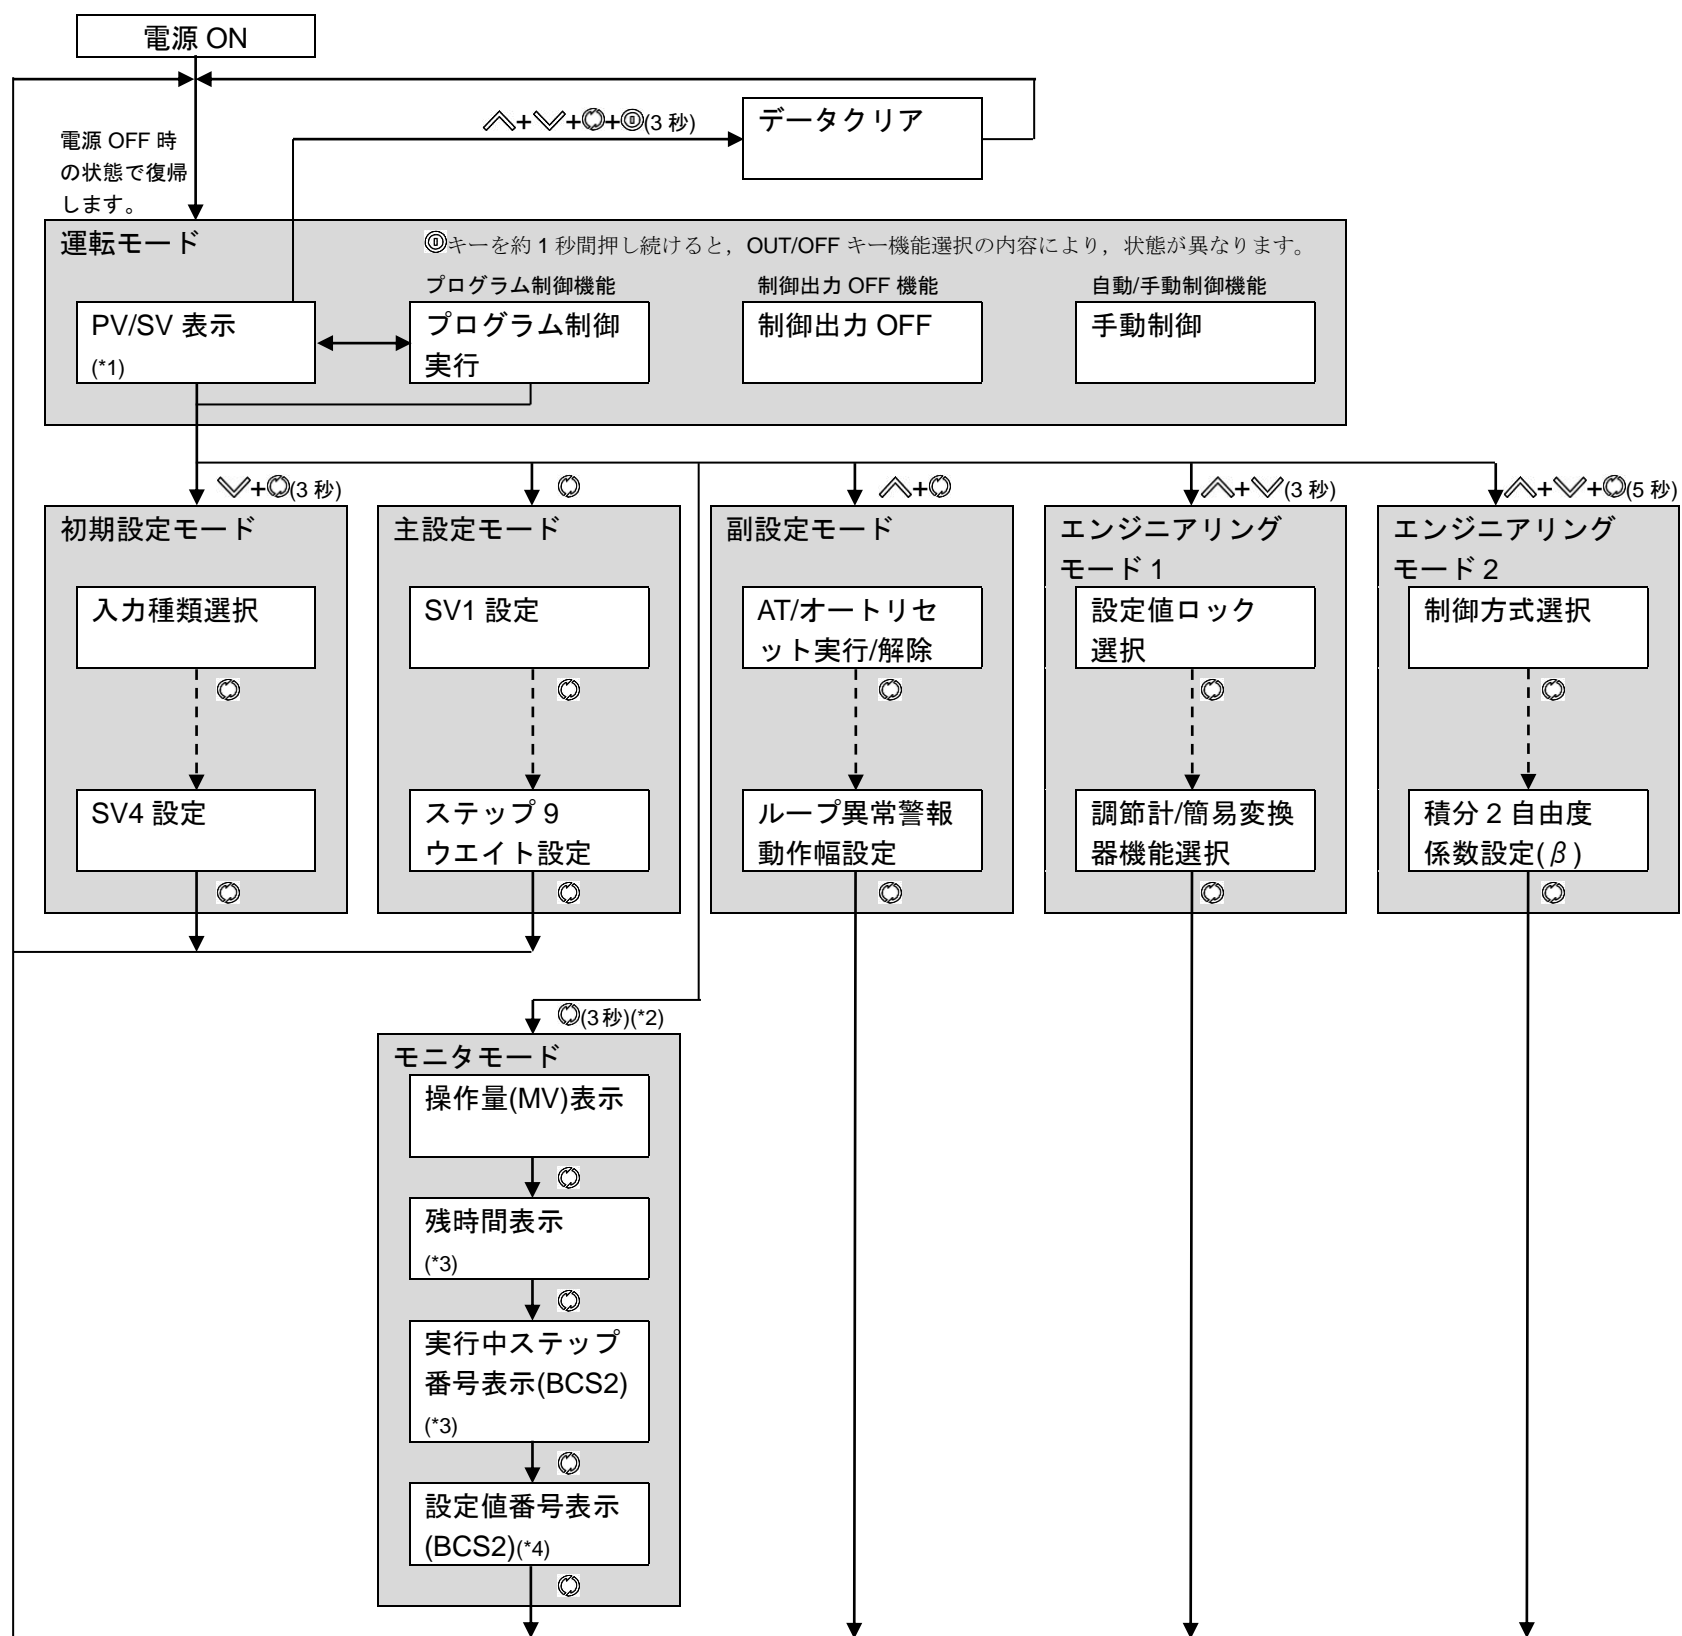 電源 ON
電源 OFF 時
の状態で復帰
します。
+ + + (3 秒)
データクリア
運転モード
キーを約 1 秒間押し続けると，OUT/OFF キー機能選択の内容により，状態が異なります。
プログラム制御機能
制御出力 OFF 機能
自動/手動制御機能
PV/SV 表示
(*1)
プログラム制御
実行
制御出力 OFF
手動制御
+ (3 秒)
+
+ (3 秒)
+ + (5 秒)
初期設定モード
入力種類選択
SV4 設定
主設定モード
SV1 設定
ステップ 9
ウエイト設定
副設定モード
AT/オートリセ
ット実行/解除
ループ異常警報
動作幅設定
エンジニアリング
モード 1
設定値ロック
選択
調節計/簡易変換
器機能選択
エンジニアリング
モード 2
制御方式選択
積分 2 自由度
係数設定(β)
(3 秒)(*2)
モニタモード
操作量(MV)表示
残時間表示
(*3)
実行中ステップ
番号表示(BCS2)
(*3)
設定値番号表示
(BCS2)(*4)